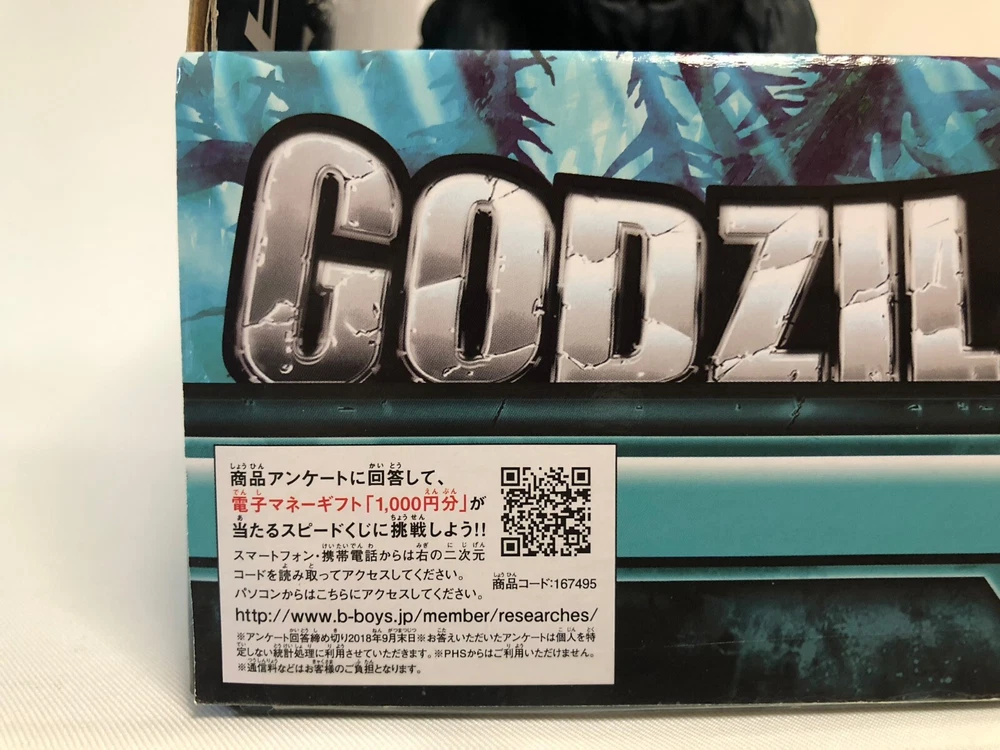 GODZIL
商品アンケートに回答して、
電子マネーギフト「1,000円分」が
当たるスピードくじに挑戦しよう!!
スマートフォン・携帯電話からは右の二次元
コードを読み取ってアクセスしてください。
パソコンからはこちらにアクセスしてください。
商品コード:167495
http://www.b-boys.jp/member/researches/
※アンケート回答締め切り2018年9月末日※お答えいただいたアンケートは個人を特
定しない統計処理に利用させていただきます。※PHSからはご利用いただけません。
※通信料などはお客様のご負担となります。